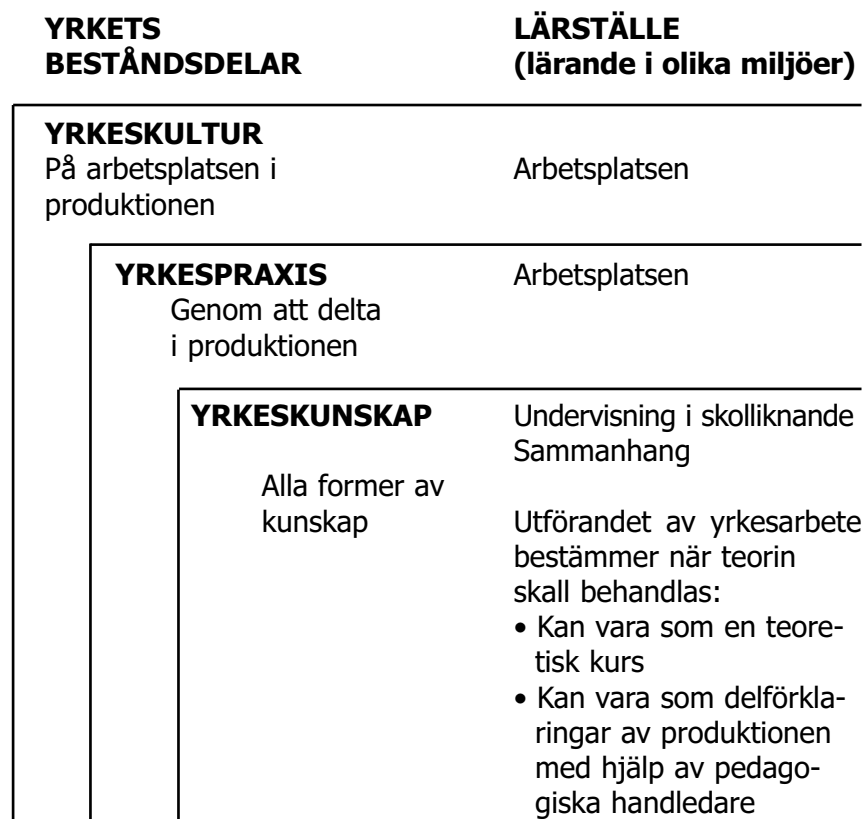 YRKETS LÄRSTÄLLE
BESTÅNDSDELAR (lärande i olika miljöer)
YRKESKULTUR
På arbetsplatsen i Arbetsplatsen
produktionen
YRKESPRAXIS Arbetsplatsen
Genom att delta
i produktionen
YRKESKUNSKAP Undervisning i skolliknande
Sammanhang
Alla former av
kunskap Utförandet av yrkesarbete
bestämmer när teorin
skall behandlas:
• Kan vara som en teore-
tisk kurs
• Kan vara som delförkla-
ringar av produktionen
med hjälp av pedago-
giska handledare